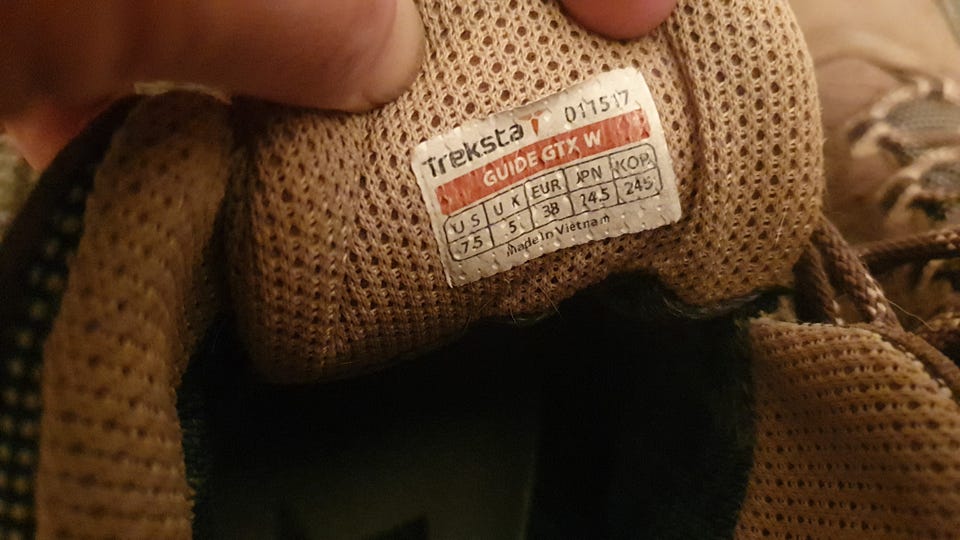 Treksta 011517
GUIDE GTX W
US UK EUR JPN KOR
7.5 5 38 24.5 245
Made in Vietnam